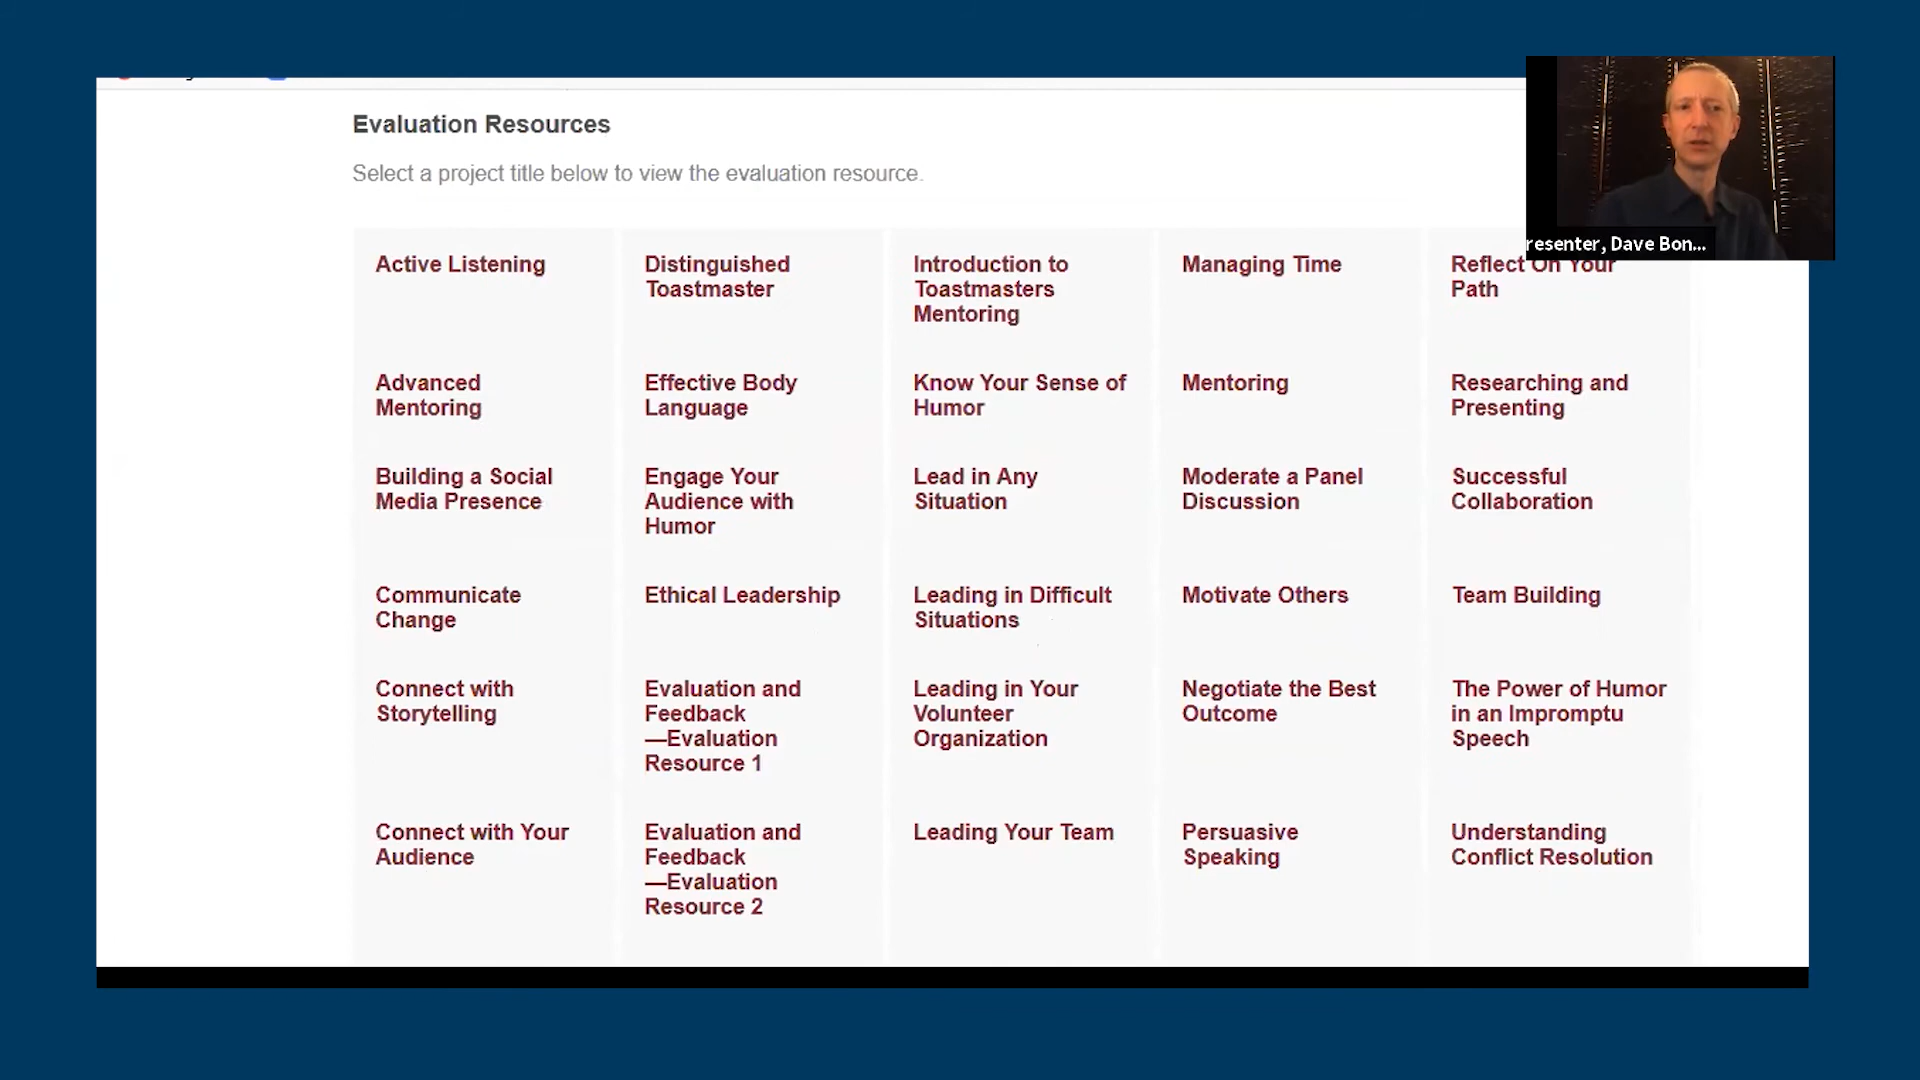 Evaluation Resources
Select a project title below to view the evaluation resource.
resenter, Dave Bon...
Active Listening
Distinguished
Toastmaster
Introduction to
Toastmasters
Mentoring
Managing Time
Reflect On Your
Path
Advanced
Mentoring
Effective Body
Language
Know Your Sense of
Humor
Mentoring
Researching and
Presenting
Building a Social
Media Presence
Engage Your
Audience with
Humor
Lead in Any
Situation
Moderate a Panel
Discussion
Successful
Collaboration
Communicate
Change
Ethical Leadership
Leading in Difficult
Situations
Motivate Others
Team Building
Connect with
Storytelling
Evaluation and
Feedback
—Evaluation
Resource 1
Leading in Your
Volunteer
Organization
Negotiate the Best
Outcome
The Power of Humor
in an Impromptu
Speech
Connect with Your
Audience
Evaluation and
Feedback
—Evaluation
Resource 2
Leading Your Team
Persuasive
Speaking
Understanding
Conflict Resolution